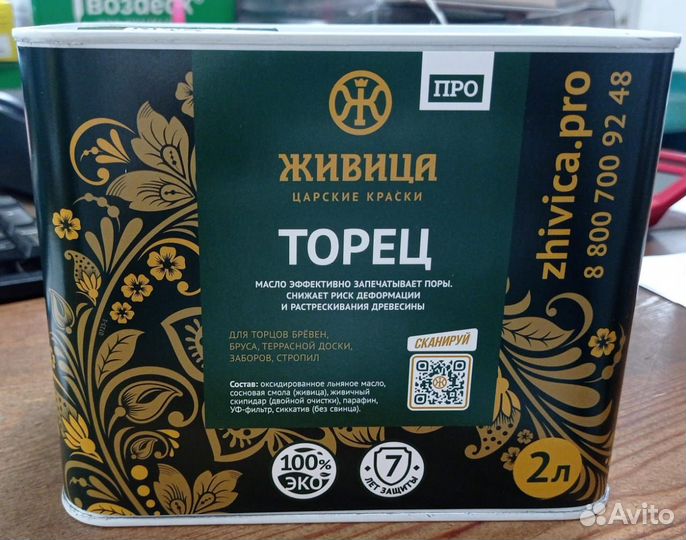 Воздеск
ПРО
ЖИВИЦА
ЦАРСКИЕ КРАСКИ
ТОРЕЦ
МАСЛО ЭФФЕКТИВНО ЗАПЕЧАТЫВАЕТ ПОРЫ.
СНИЖАЕТ РИСК ДЕФОРМАЦИИ
И РАСТРЕСКИВАНИЯ ДРЕВЕСИНЫ
ДЛЯ ТОРЦОВ БРЁВЕН,
БРУСА, ТЕРРАСНОЙ ДОСКИ,
ЗАБОРОВ, СТРОПИЛ
СКАНИРУЙ
Состав: оксидированное льняное масло,
сосновая смола (живица), живичный
скипидар (двойной очистки), парафин,
УФ-фильтр, сиккатив (без свинца).
100%
ЭКО
7
ЛЕТ ЗАЩИТЫ
2л
zhivica.pro
8 800 700 92 48
Avito